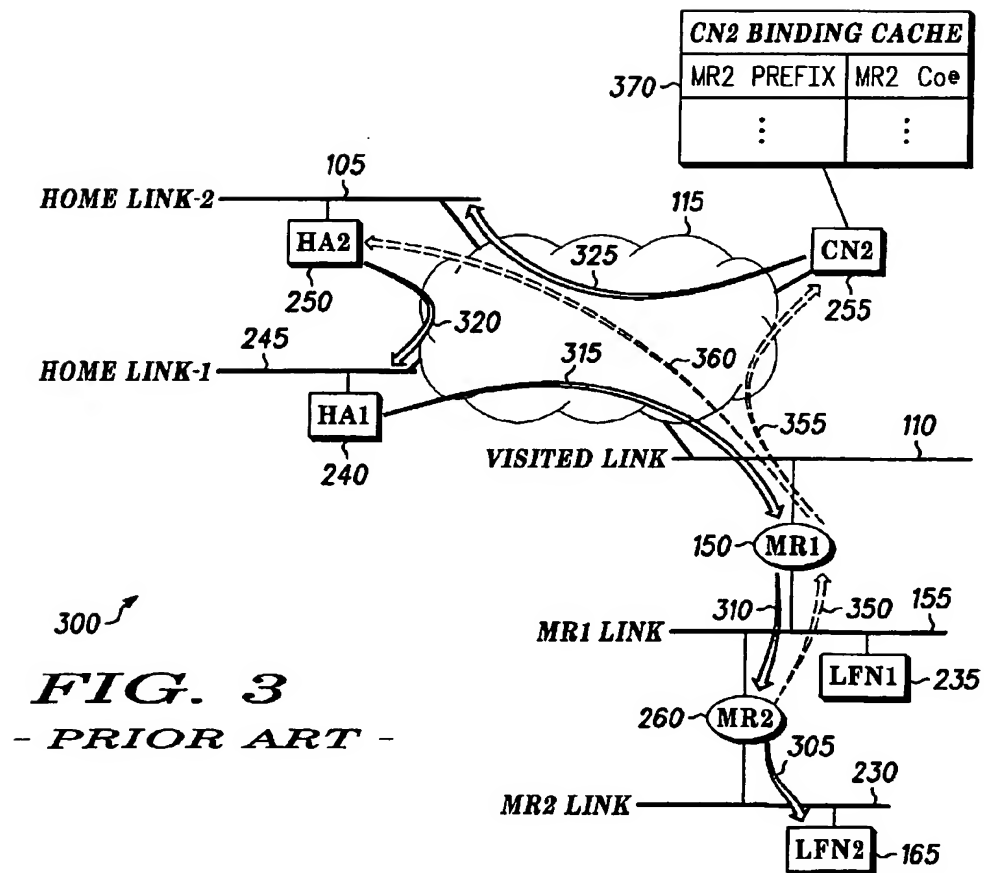 CN2 BINDING CACHE
MR2 PREFIX MR2 Coe
370
⋮ ⋮
105
HOME LINK-2
115
HA2
CN2
325
250
255
320
245
315
360
HOME LINK-1
HA1
355
110
240
VISITED LINK
150 MR1
310 350 155
300
MR1 LINK
FIG. 3
LFN1 235
260 MR2
- PRIOR ART -
305
230
MR2 LINK
LFN2 165